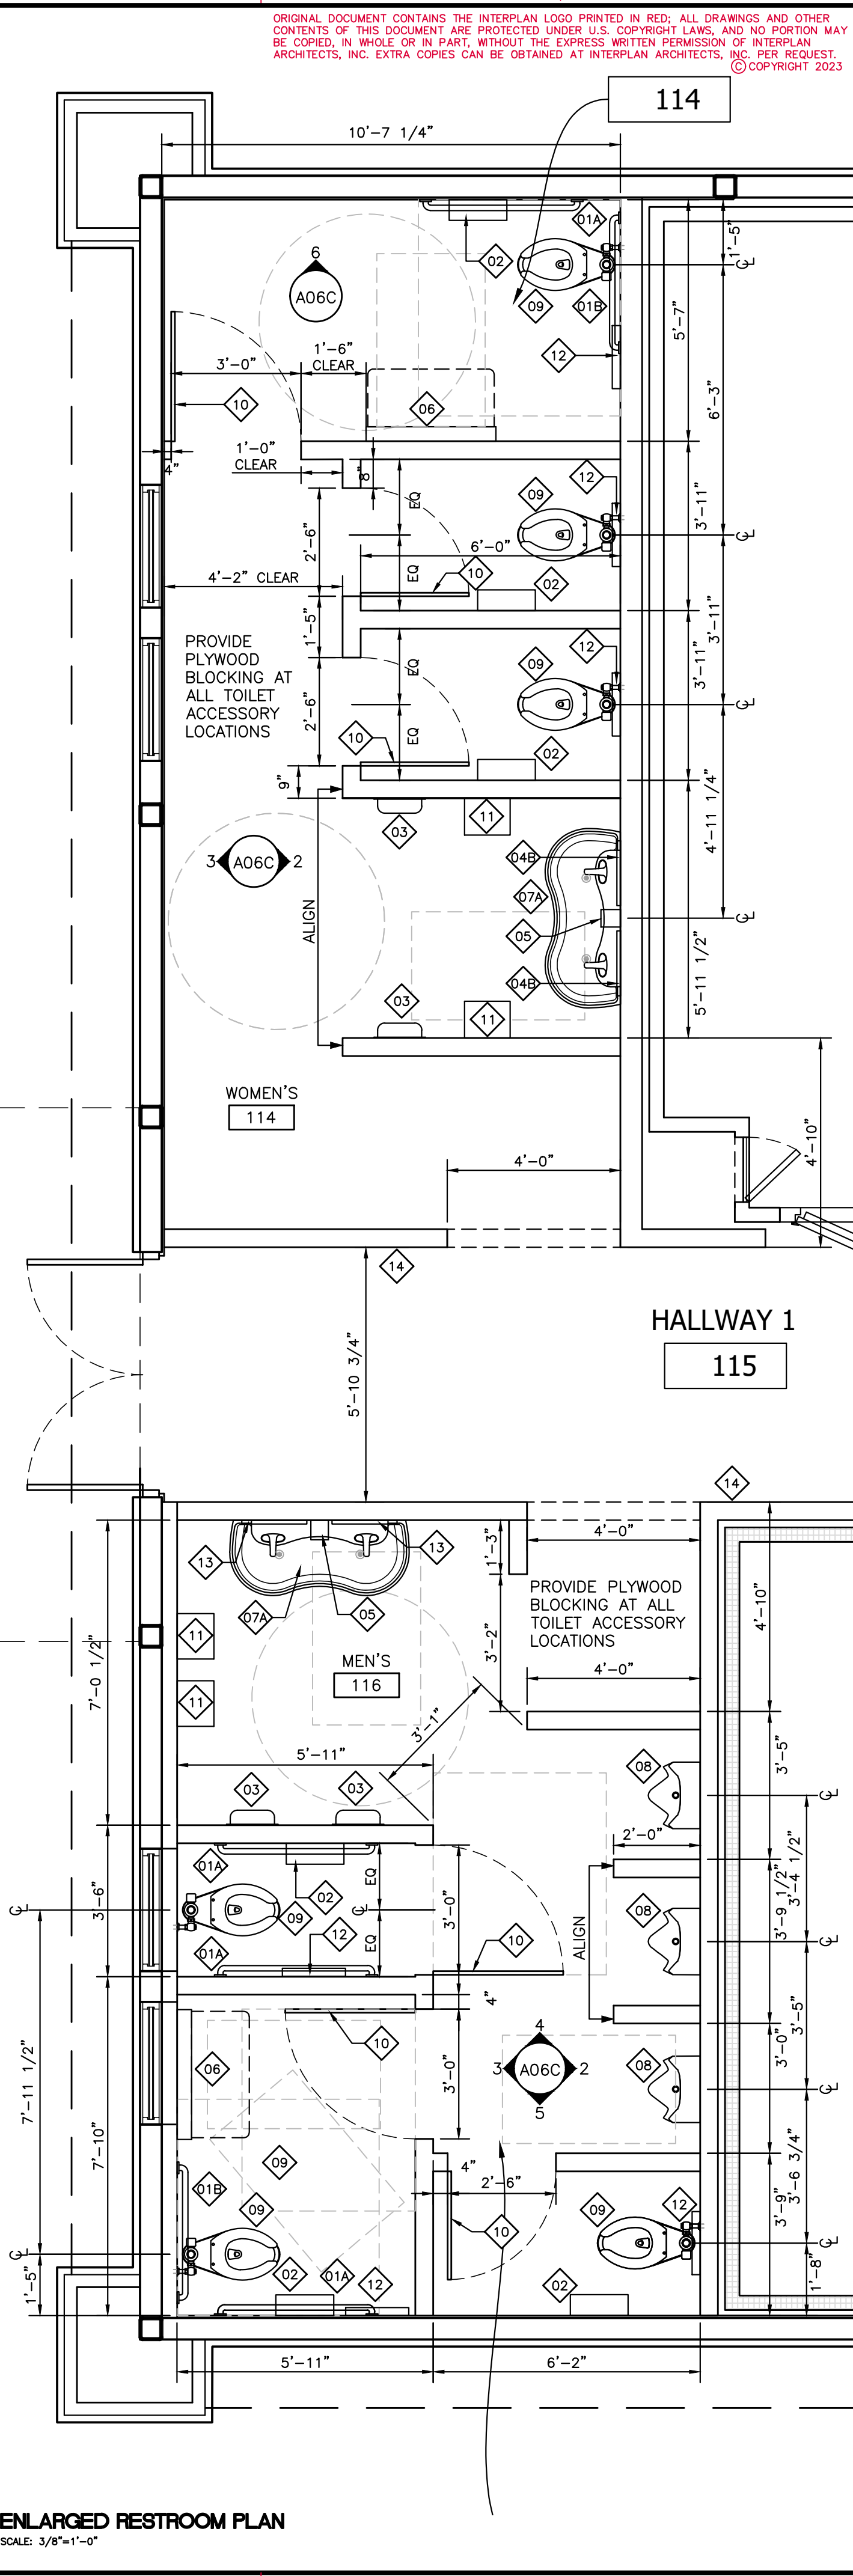 ORIGINAL DOCUMENT CONTAINS THE INTERPLAN LOGO PRINTED IN RED; ALL DRAWINGS AND OTHER
CONTENTS OF THIS DOCUMENT ARE PROTECTED UNDER U.S. COPYRIGHT LAWS, AND NO PORTION MAY
BE COPIED, IN WHOLE OR IN PART, WITHOUT THE EXPRESS WRITTEN PERMISSION OF INTERPLAN
ARCHITECTS, INC. EXTRA COPIES CAN BE OBTAINED AT INTERPLAN ARCHITECTS, INC. PER REQUEST.
© COPYRIGHT 2023
114
10'-7 1/4"
01A
1'-5"
6
A06C
02
09
01B
12
5'-7"
6'-3"
3'-0"
1'-6"
CLEAR
10
06
4"
1'-0"
CLEAR
8"
EQ
09
12
3'-11"
2'-6"
6'-0"
10
02
EQ
4'-2" CLEAR
1'-5"
3'-11"
PROVIDE
PLYWOOD
BLOCKING AT
ALL TOILET
ACCESSORY
LOCATIONS
EQ
09
12
3'-11"
2'-6"
10
EQ
02
9"
03
11
4'-11 1/4"
3
A06C
2
04B
07A
05
ALIGN
04B
03
11
5'-11 1/2"
WOMEN'S
114
4'-0"
4'-10"
14
HALLWAY 1
115
5'-10 3/4"
14
13
13
07A
05
1'-3"
4'-0"
PROVIDE PLYWOOD
BLOCKING AT ALL
TOILET ACCESSORY
LOCATIONS
4'-10"
11
7'-0 1/2"
MEN'S
116
3'-2"
4'-0"
11
3'-1"
5'-11"
3'-5"
03
03
08
2'-0"
01A
02
EQ
3'-6"
09
CL
3'-0"
3'-4 1/2"
3'-9 1/2"
01A
12
EQ
10
ALIGN
08
4"
3'-5"
10
06
3'-0"
4
3
A06C
2
5
08
3'-0"
7'-11 1/2"
7'-10"
09
01B
09
4"
2'-6"
10
09
12
3'-6 3/4"
3'-9"
1'-5"
02
01A
12
02
1'-8"
5'-11"
6'-2"
ENLARGED RESTROOM PLAN
SCALE: 3/8"=1'-0"